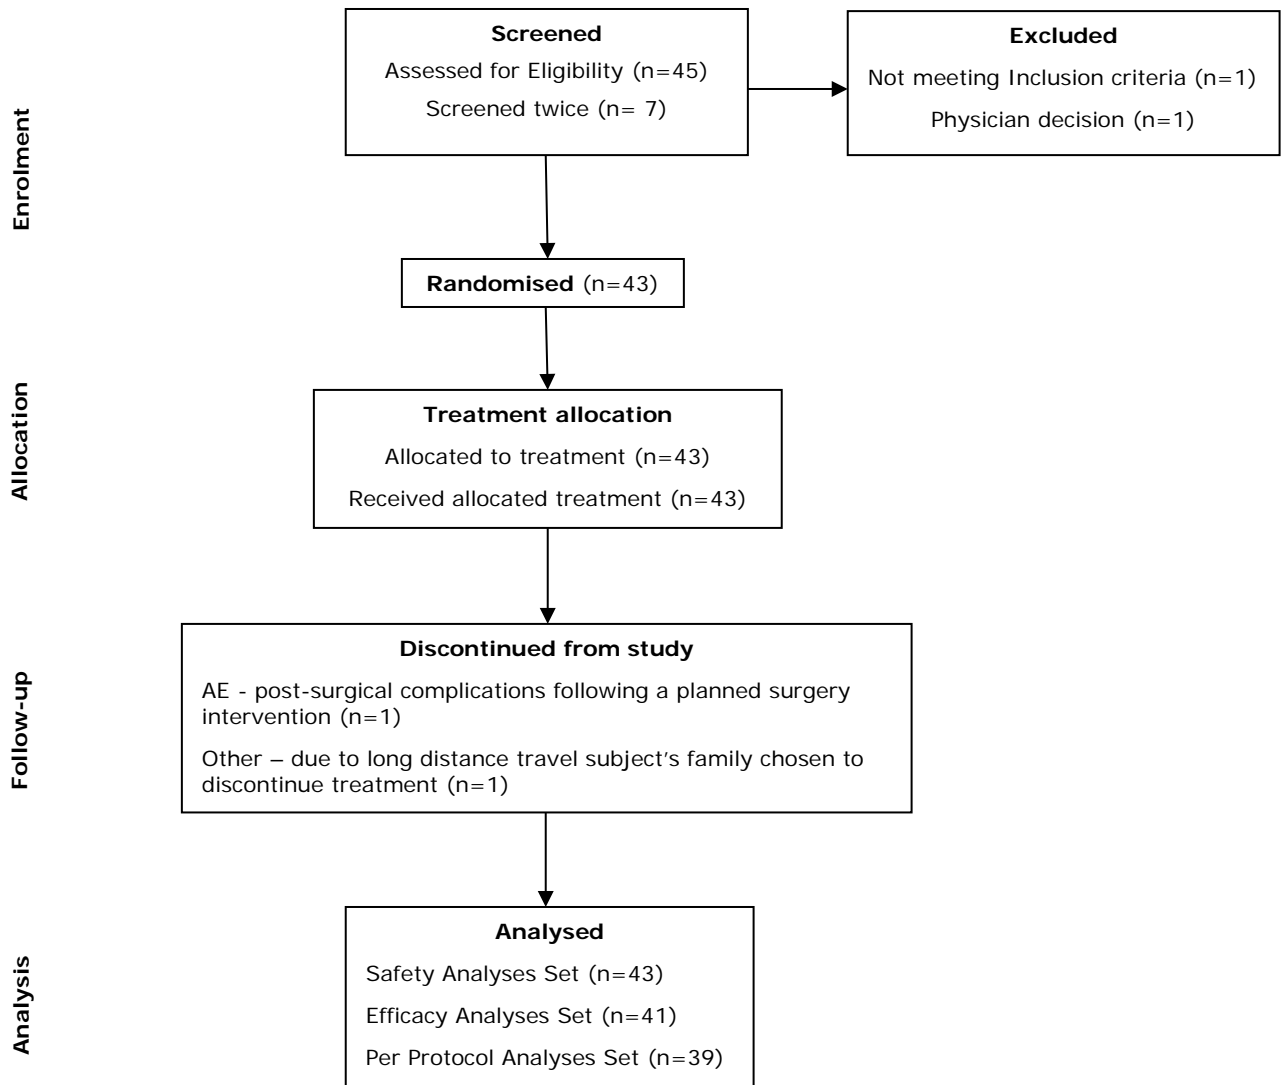 Enrolment
Screened
Assessed for Eligibility (n=45)
Screened twice (n= 7)
Excluded
Not meeting Inclusion criteria (n=1)
Physician decision (n=1)
Randomised (n=43)
Allocation
Treatment allocation
Allocated to treatment (n=43)
Received allocated treatment (n=43)
Follow-up
Discontinued from study
AE - post-surgical complications following a planned surgery
intervention (n=1)
Other – due to long distance travel subject's family chosen to
discontinue treatment (n=1)
Analysis
Analysed
Safety Analyses Set (n=43)
Efficacy Analyses Set (n=41)
Per Protocol Analyses Set (n=39)